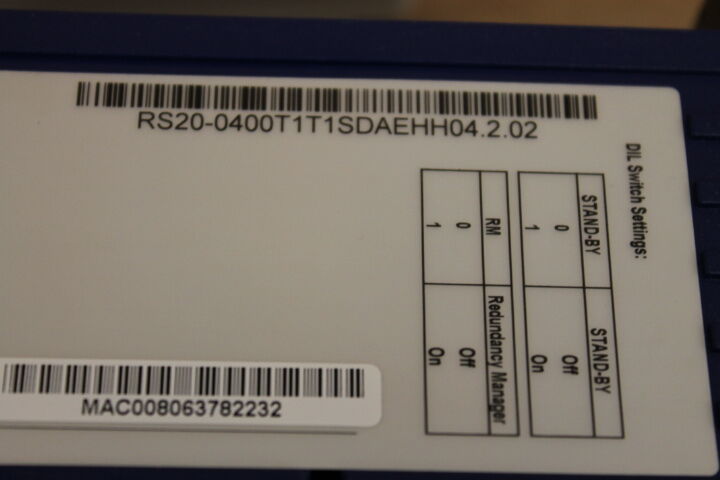 RS20-0400T1T1SDAEHH04.2.02
DIL Switch Settings:
STAND-BY STAND-BY
0 Off
1 On
RM Redundancy Manager
0 Off
1 On
MAC008063782232